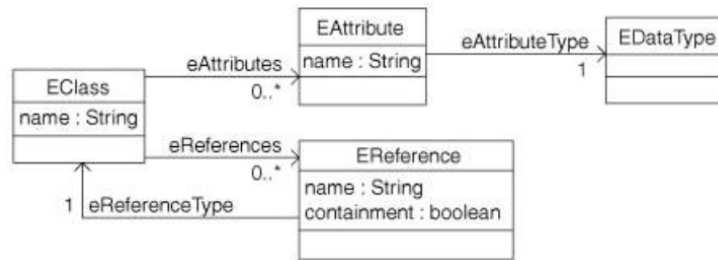 EClass
name : String
eAttributes
0..*
EAttribute
name : String
eAttributeType
1
EDataType
eReferences
0..*
EReference
name : String
containment : boolean
1 eReferenceType